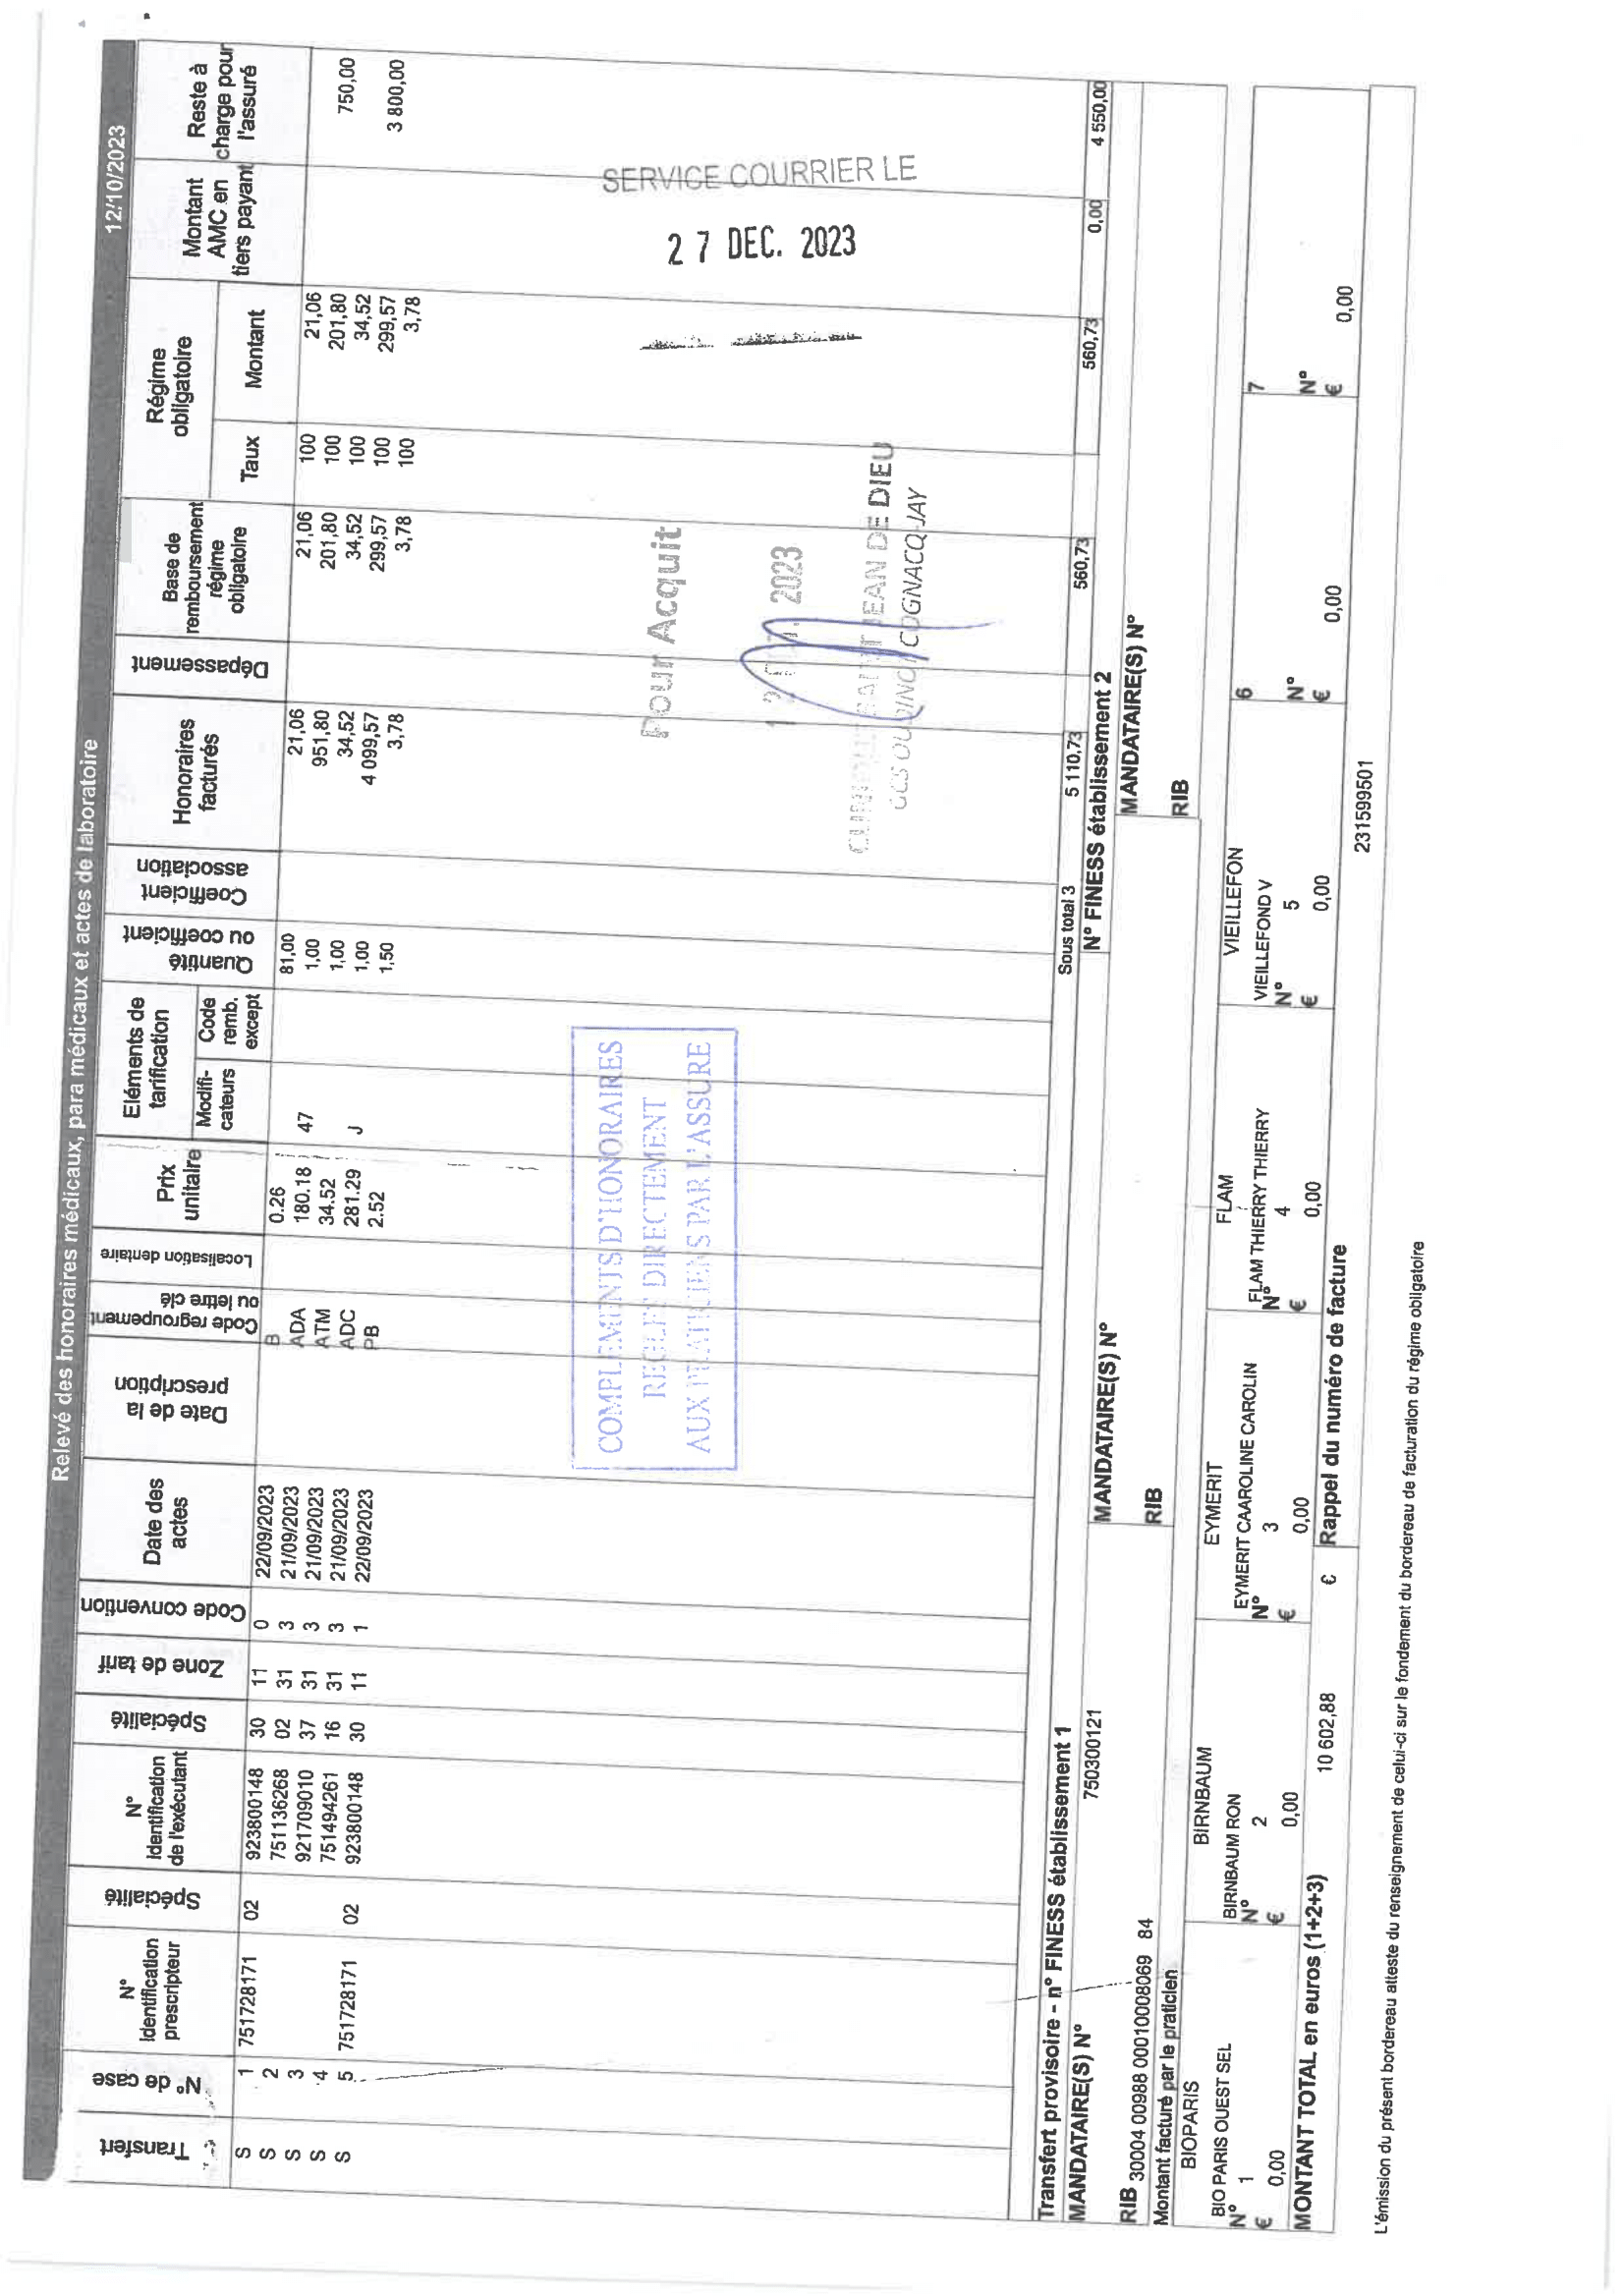 Relevé des honoraires médicaux, para médicaux et actes de laboratoire 12/10/2023
Transfert
N° de case
N° Identification prescripteur
Spécialité
N° Identification de l'exécutant
Spécialité
Zone de tarif
Code convention
Date des actes
Date de la prescription
Code regroupement ou lettre clé
Localisation dentaire
Prix unitaire
Eléments de tarification
Modifi-cateurs
Code remb. except
Quantité ou coefficient
Coefficient association
Honoraires facturés
Dépassement
Base de remboursement régime obligatoire
Régime obligatoire
Taux
Montant
Montant AMC en tiers payant
Reste à charge pour l'assuré
S 1 751728171 02 923800148 30 11 0 22/09/2023 B 0.26 81,00 21,06 21,06 100 21,06
S 2 751136268 02 31 3 21/09/2023 ADA 180.18 47 1,00 951,80 201,80 100 201,80 750,00
S 3 921709010 37 31 3 21/09/2023 ATM 34.52 1,00 34,52 34,52 100 34,52
S 4 751494261 16 31 3 21/09/2023 ADC 281.29 J 1,00 4 099,57 299,57 100 299,57 3 800,00
S 5 751728171 02 923800148 30 11 1 22/09/2023 PB 2.52 1,50 3,78 3,78 100 3,78
COMPLEMENTS D'HONORAIRES
REGLES DIRECTEMENT
AUX PRATICIENS PAR L'ASSURE
Pour Acquit
2023
SAINT JEAN DE DIEU
GCS OUDINOT COGNACQ-JAY
SERVICE COURRIER LE
27 DEC. 2023
Sous total 3 5 110,73 560,73 560,73 0,00 4 550,00
Transfert provisoire - n° FINESS établissement 1 N° FINESS établissement 2
750300121
MANDATAIRE(S) N° MANDATAIRE(S) N° MANDATAIRE(S) N°
RIB 30004 00988 00010008069 84 RIB RIB
Montant facturé par le praticien
BIOPARIS BIRNBAUM EYMERIT FLAM VIEILLEFON
BIO PARIS OUEST SEL BIRNBAUM RON EYMERIT CAAROLINE CAROLIN FLAM THIERRY THIERRY VIEILLEFOND V
N° 1 N° 2 N° 3 N° 4 N° 5 N° 6 N° 7
€ 0,00 € 0,00 € 0,00 € 0,00 € 0,00 € 0,00 € 0,00
MONTANT TOTAL en euros (1+2+3) 10 602,88 € Rappel du numéro de facture 231599501
L'émission du présent bordereau atteste du renseignement de celui-ci sur le fondement du bordereau de facturation du régime obligatoire